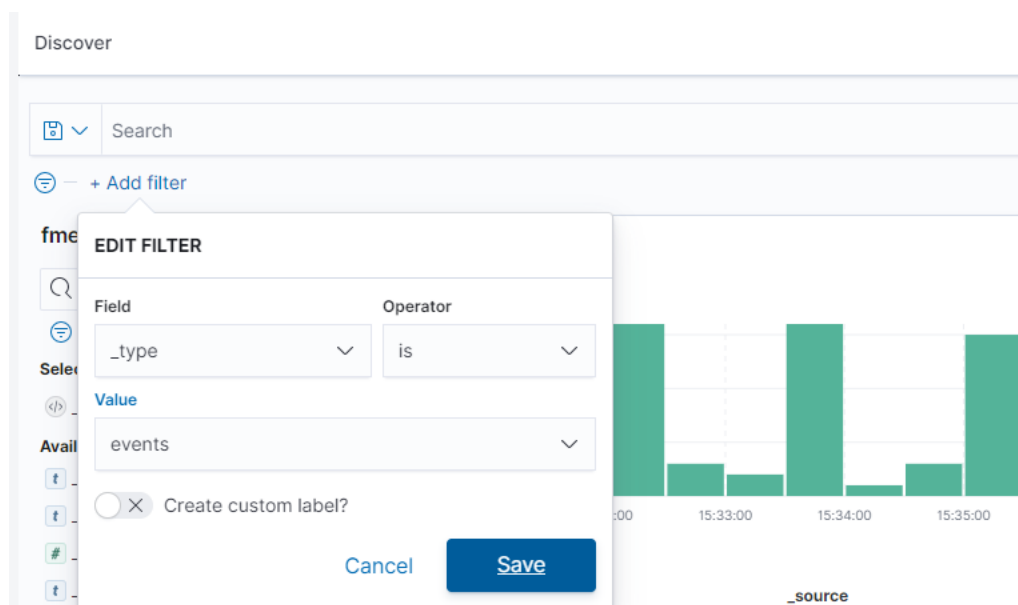 Discover
Search
+ Add filter
fme
EDIT FILTER
Field Operator
_type is
Selec
Value
events
Avail
t _
Create custom label?
t _
:00 15:33:00 15:34:00 15:35:00
# _
Cancel Save
t _
_source